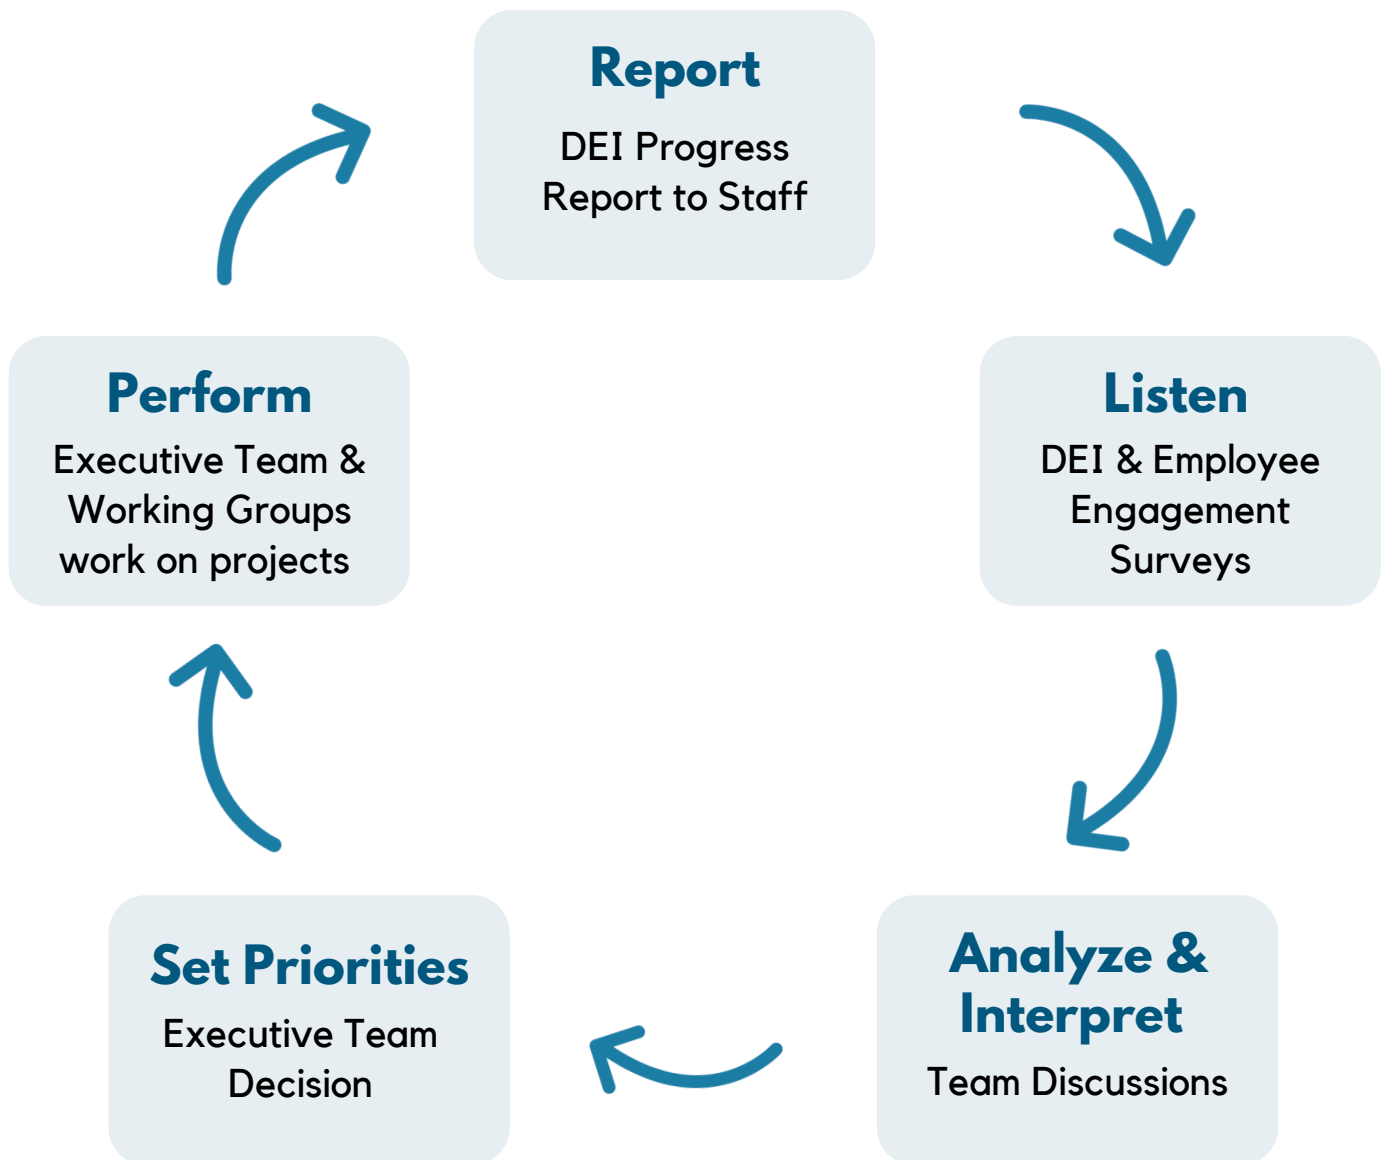 Report
DEI Progress
Report to Staff
Listen
DEI & Employee
Engagement
Surveys
Analyze &
Interpret
Team Discussions
Set Priorities
Executive Team
Decision
Perform
Executive Team &
Working Groups
work on projects